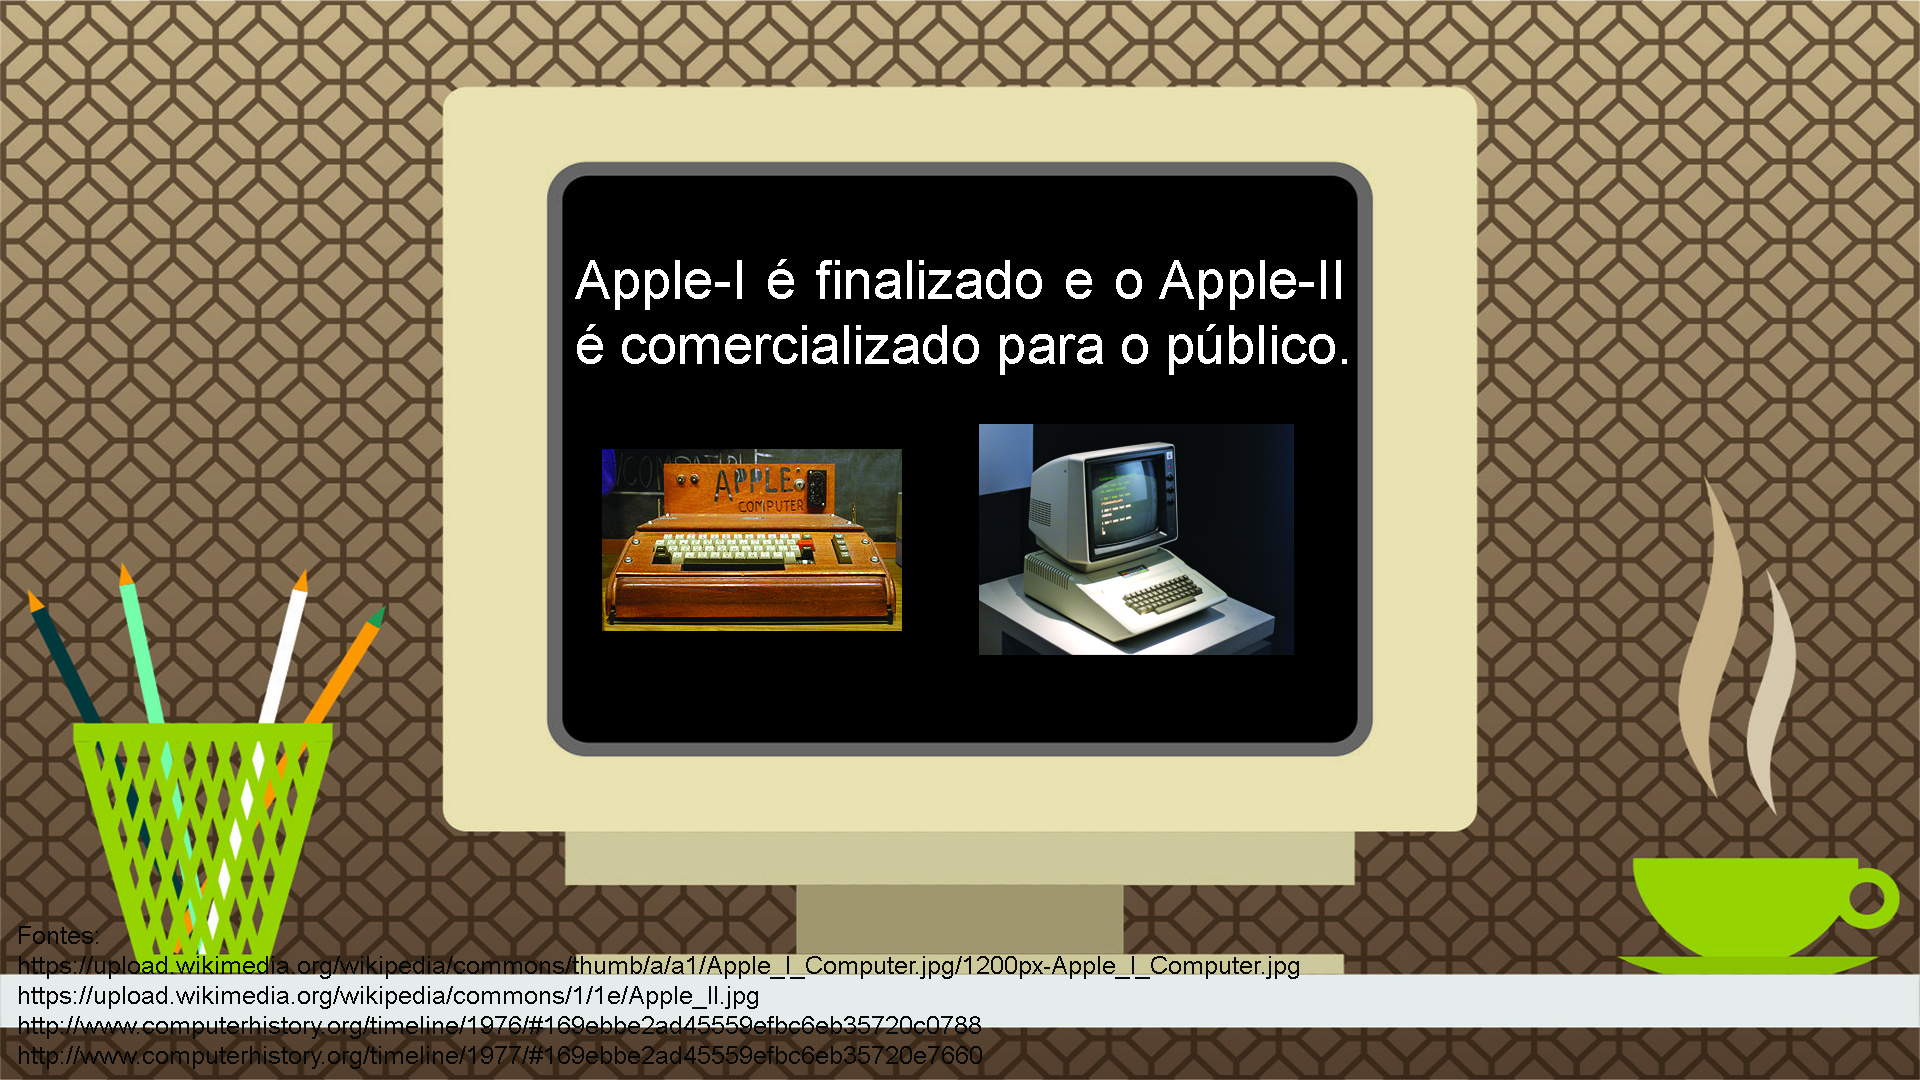 Apple-I é finalizado e o Apple-II
é comercializado para o público.
APPLE
COMPUTER
Fontes:
https://upload.wikimedia.org/wikipedia/commons/thumb/a/a1/Apple_I_Computer.jpg/1200px-Apple_I_Computer.jpg
https://upload.wikimedia.org/wikipedia/commons/1/1e/Apple_II.jpg
http://www.computerhistory.org/timeline/1976/#169ebbe2ad45559efbc6eb35720c0788
http://www.computerhistory.org/timeline/1977/#169ebbe2ad45559efbc6eb35720e7660